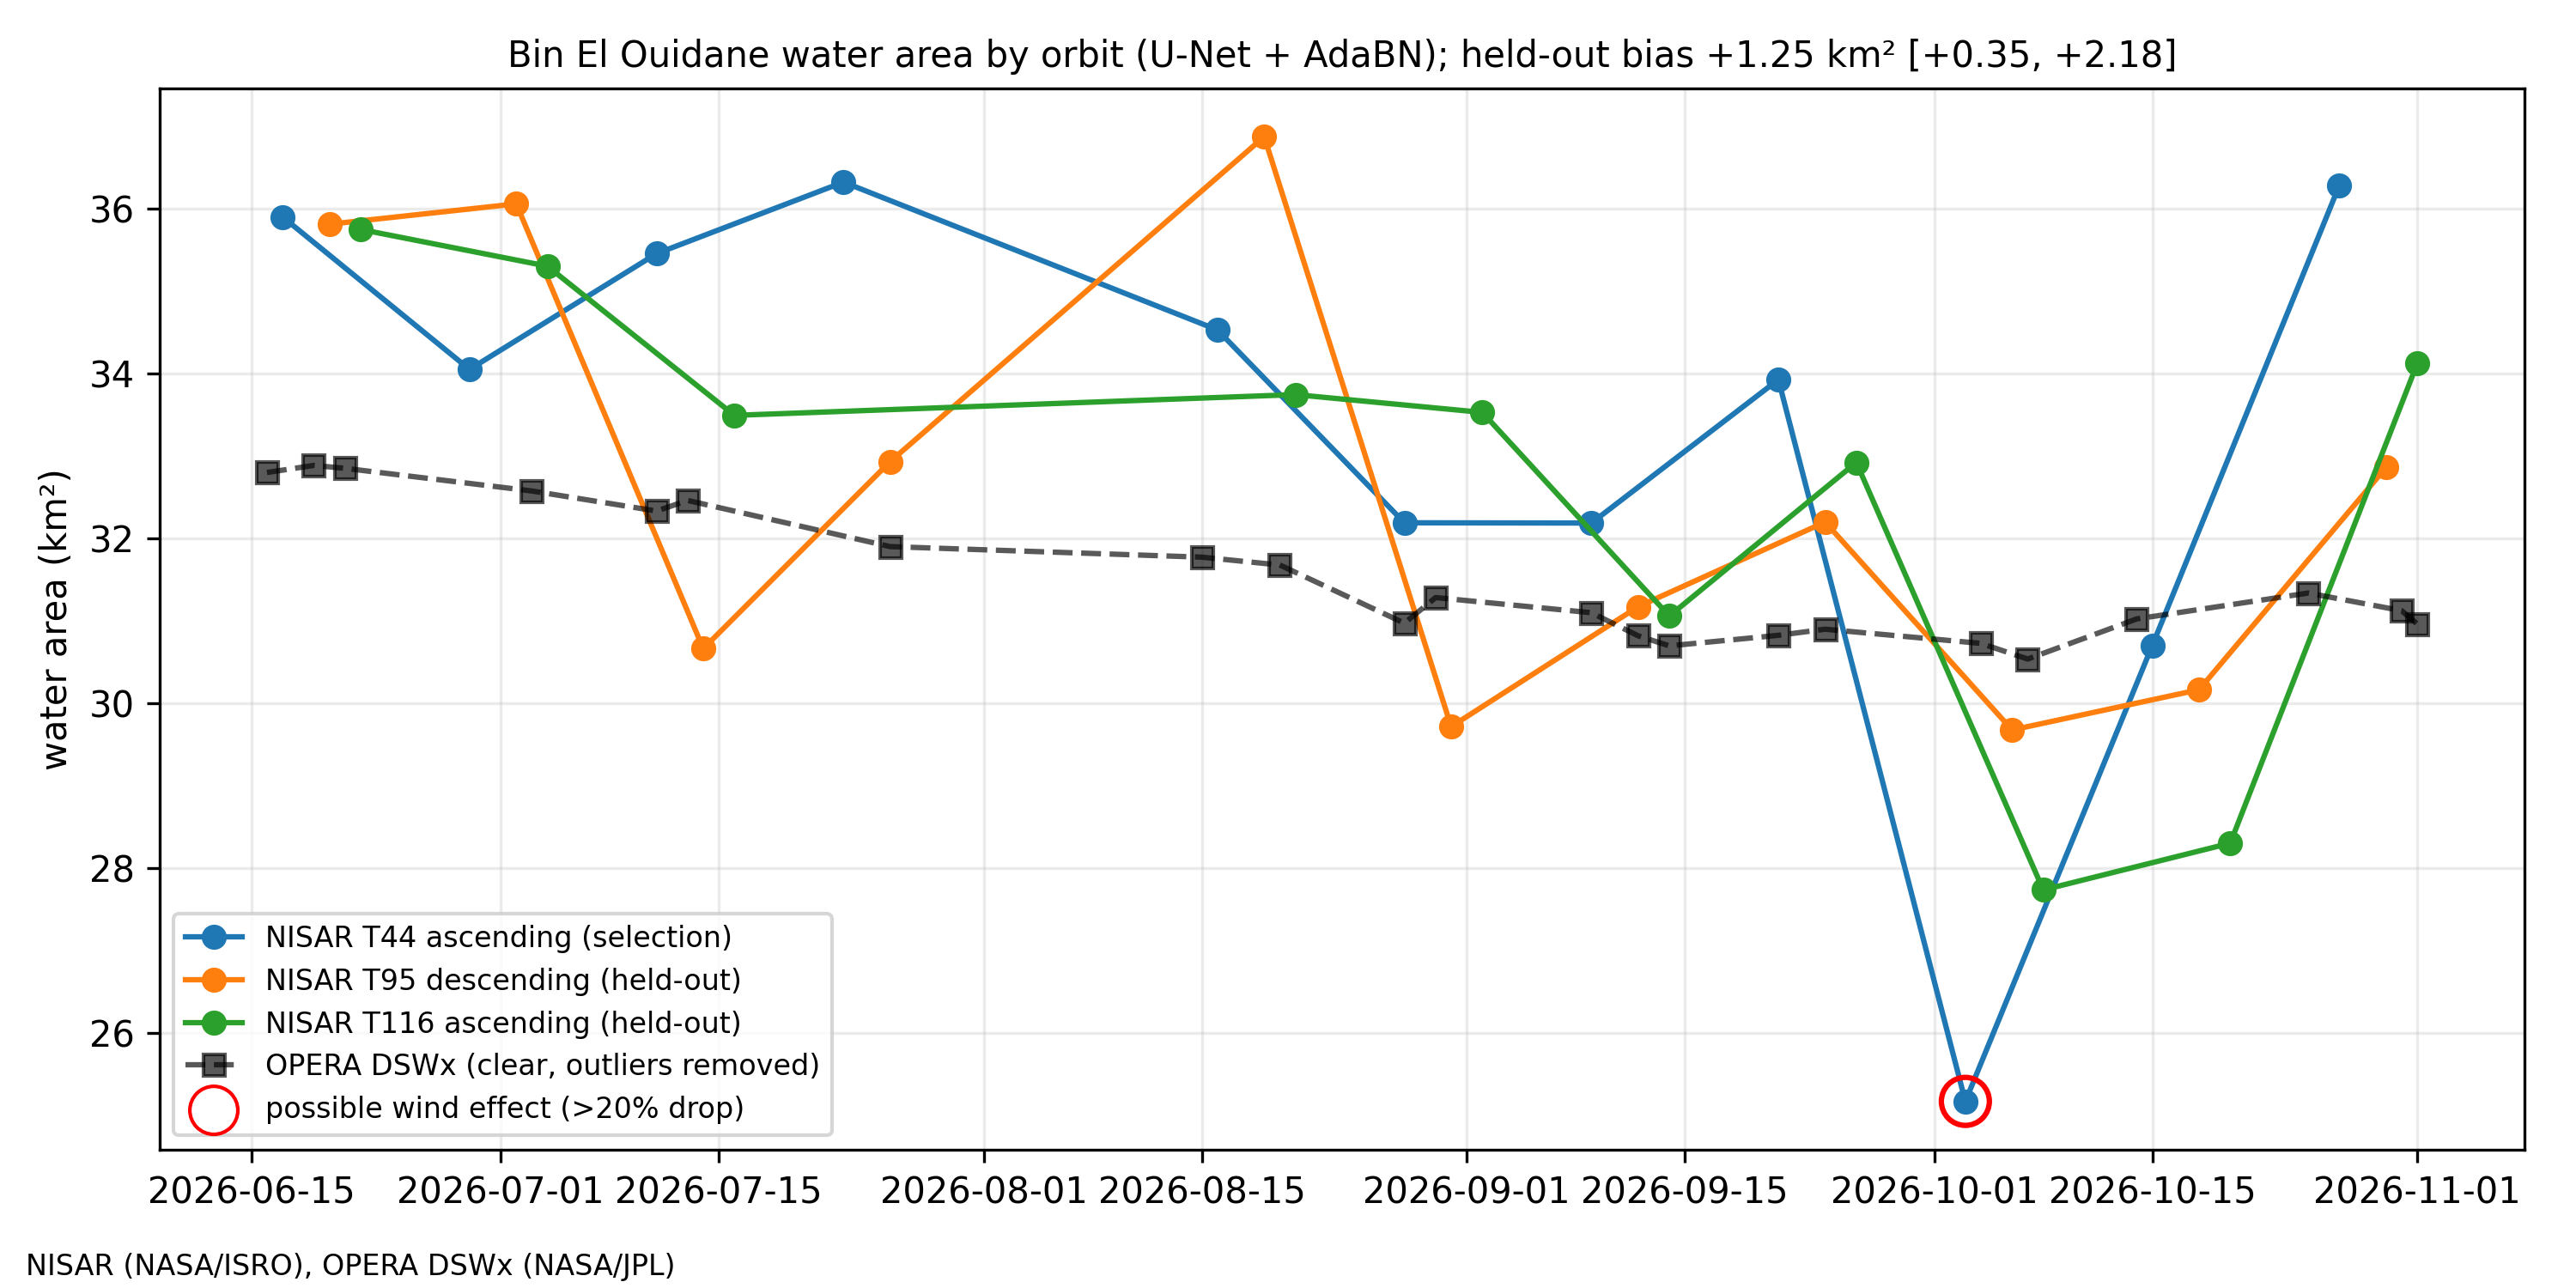 Bin El Ouidane water area by orbit (U-Net + AdaBN); held-out bias +1.25 km² [+0.35, +2.18]
water area (km²)
36
34
32
30
28
26
NISAR T44 ascending (selection)
NISAR T95 descending (held-out)
NISAR T116 ascending (held-out)
OPERA DSWx (clear, outliers removed)
possible wind effect (>20% drop)
2026-06-15 2026-07-01 2026-07-15 2026-08-01 2026-08-15 2026-09-01 2026-09-15 2026-10-01 2026-10-15 2026-11-01
NISAR (NASA/ISRO), OPERA DSWx (NASA/JPL)